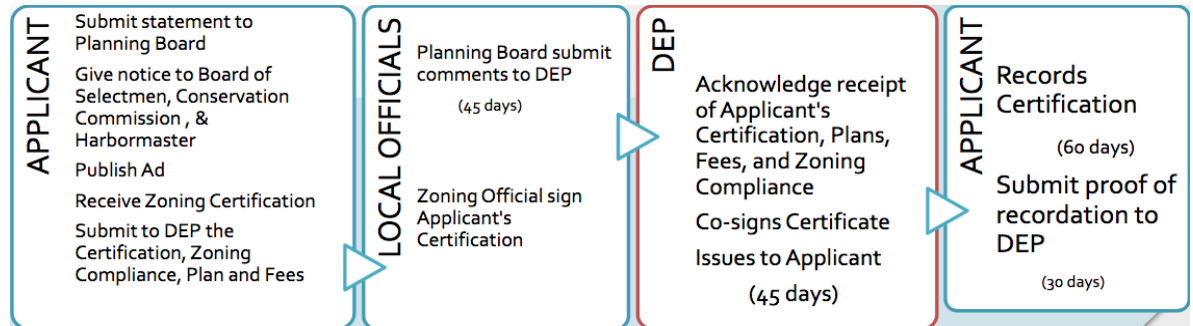 APPLICANT
Submit statement to
Planning Board
Give notice to Board of
Selectmen, Conservation
Commission , &
Harbormaster
Publish Ad
Receive Zoning Certification
Submit to DEP the
Certification, Zoning
Compliance, Plan and Fees
LOCAL OFFICIALS
Planning Board submit
comments to DEP
(45 days)
Zoning Official sign
Applicant's
Certification
DEP
Acknowledge receipt
of Applicant's
Certification, Plans,
Fees, and Zoning
Compliance
Co-signs Certificate
Issues to Applicant
(45 days)
APPLICANT
Records
Certification
(60 days)
Submit proof of
recordation to
DEP
(30 days)